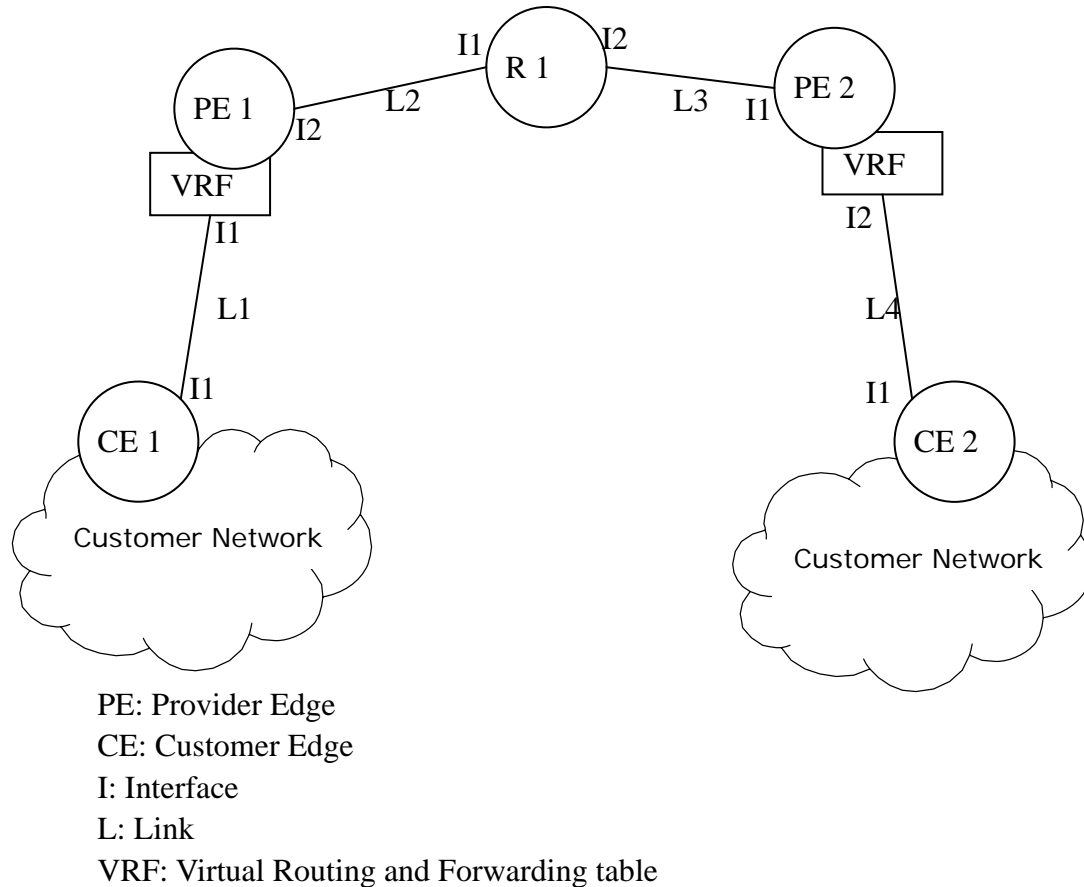 I1
I2
R 1
PE 1
PE 2
L2
L3
I1
I2
VRF
VRF
I1
I2
L1
L4
I1
I1
CE 1
CE 2
Customer Network
Customer Network
PE: Provider Edge
CE: Customer Edge
I: Interface
L: Link
VRF: Virtual Routing and Forwarding table